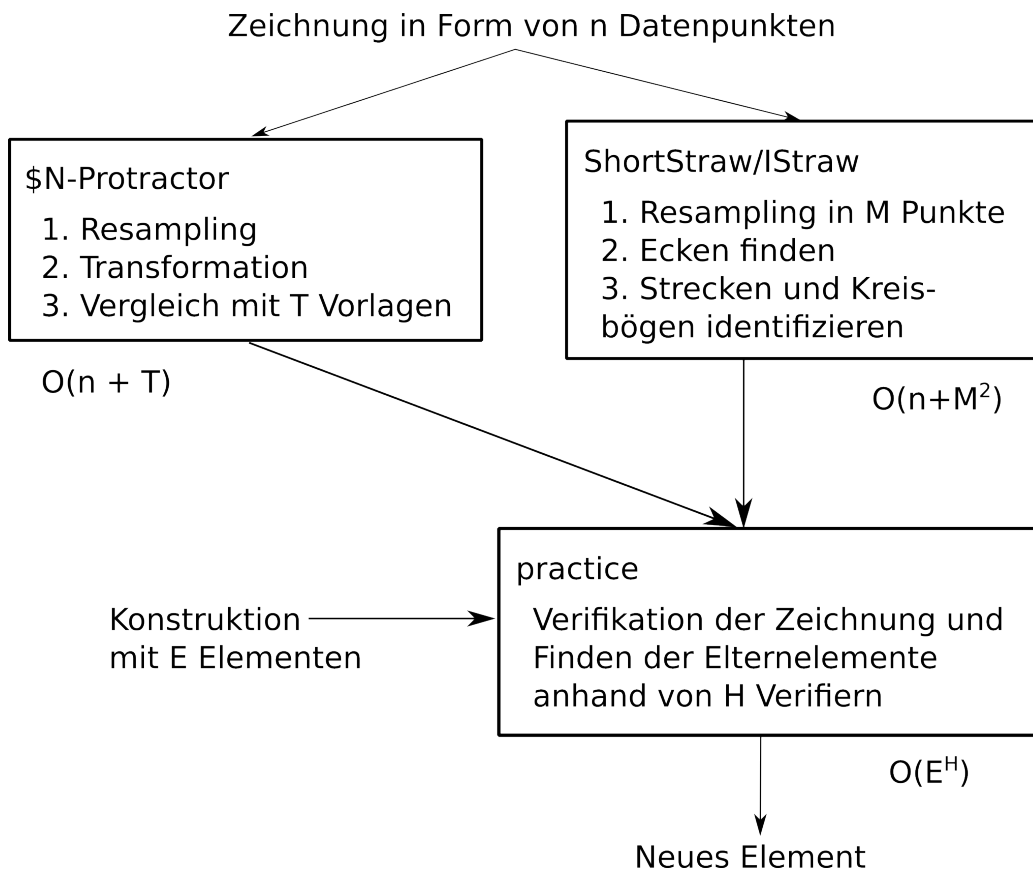 Zeichnung in Form von n Datenpunkten
$N-Protractor
1. Resampling
2. Transformation
3. Vergleich mit T Vorlagen
O(n + T)
ShortStraw/IStraw
1. Resampling in M Punkte
2. Ecken finden
3. Strecken und Kreis-
bögen identifizieren
O(n+M²)
Konstruktion
mit E Elementen
practice
Verifikation der Zeichnung und
Finden der Elternelemente
anhand von H Verifiern
O(Eᴴ)
Neues Element